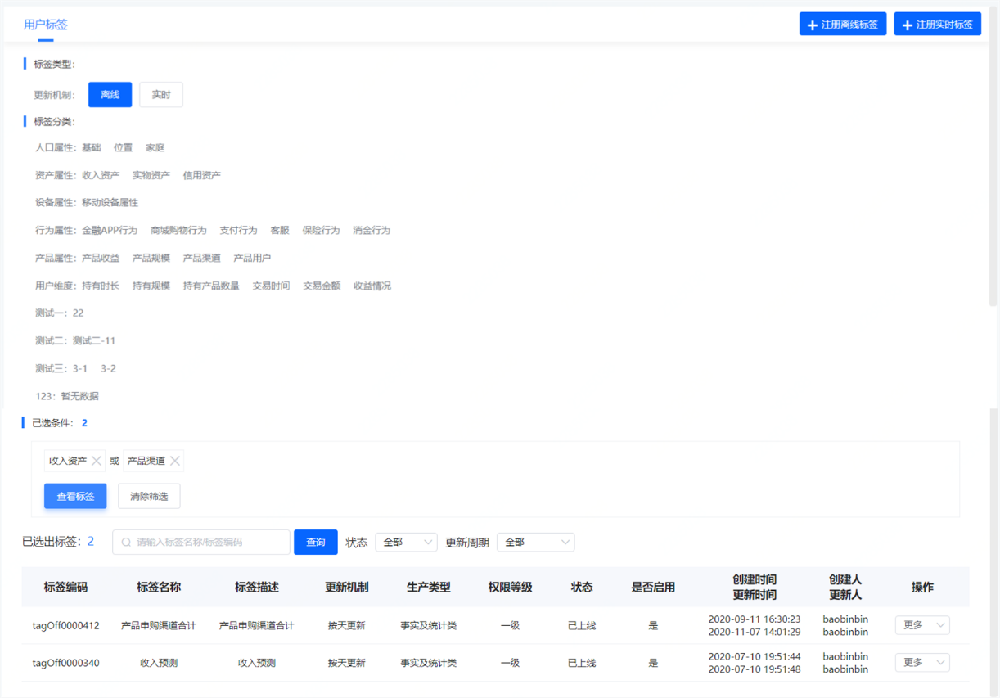 用户标签
注册离线标签 注册实时标签
标签类型:
更新机制: 离线 实时
标签分类:
人口属性: 基础 位置 家庭
资产属性: 收入资产 实物资产 信用资产
设备属性: 移动设备属性
行为属性: 金融APP行为 商城购物行为 支付行为 客服 保险行为 消金行为
产品属性: 产品收益 产品规模 产品渠道 产品用户
用户维度: 持有时长 持有规模 持有产品数量 交易时间 交易金额 收益情况
测试一: 22
测试二: 测试二-11
测试三: 3-1 3-2
123: 暂无数据
已选条件: 2
收入资产 或 产品渠道
查看标签 清除筛选
已选出标签: 2 请输入标签名称/标签编码 查询 状态 全部 更新周期 全部
标签编码 标签名称 标签描述 更新机制 生产类型 权限等级 状态 是否启用 创建时间 创建人 操作
更新时间 更新人
tagOff0000412 产品申购渠道合计 产品申购渠道合计 按天更新 事实及统计类 一级 已上线 是 2020-09-11 16:30:23 baobinbin 更多
2020-11-07 14:01:29 baobinbin
tagOff0000340 收入预测 收入预测 按天更新 事实及统计类 一级 已上线 是 2020-07-10 19:51:44 baobinbin 更多
2020-07-10 19:51:48 baobinbin